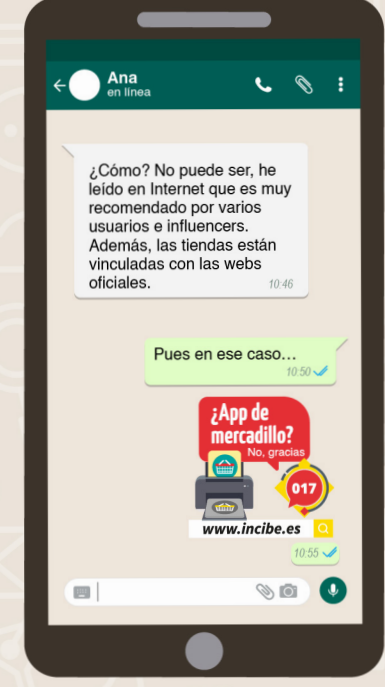 Ana
en línea
¿Cómo? No puede ser, he
leído en Internet que es muy
recomendado por varios
usuarios e influencers.
Además, las tiendas están
vinculadas con las webs
oficiales.
10:46
Pues en ese caso...
10:50
¿App de
mercadillo?
No, gracias
017
www.incibe.es
10:55